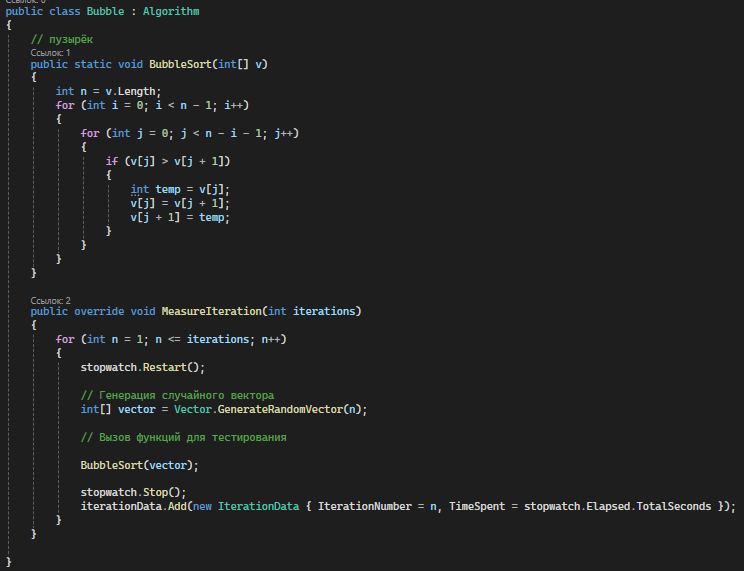 Ссылок: 0
public class Bubble : Algorithm
{
// пузырёк
Ссылок: 1
public static void BubbleSort(int[] v)
{
int n = v.Length;
for (int i = 0; i < n - 1; i++)
{
for (int j = 0; j < n - i - 1; j++)
{
if (v[j] > v[j + 1])
{
int temp = v[j];
v[j] = v[j + 1];
v[j + 1] = temp;
}
}
}
}
Ссылок: 2
public override void MeasureIteration(int iterations)
{
for (int n = 1; n <= iterations; n++)
{
stopwatch.Restart();
// Генерация случайного вектора
int[] vector = Vector.GenerateRandomVector(n);
// Вызов функций для тестирования
BubbleSort(vector);
stopwatch.Stop();
iterationData.Add(new IterationData { IterationNumber = n, TimeSpent = stopwatch.Elapsed.TotalSeconds });
}
}
}